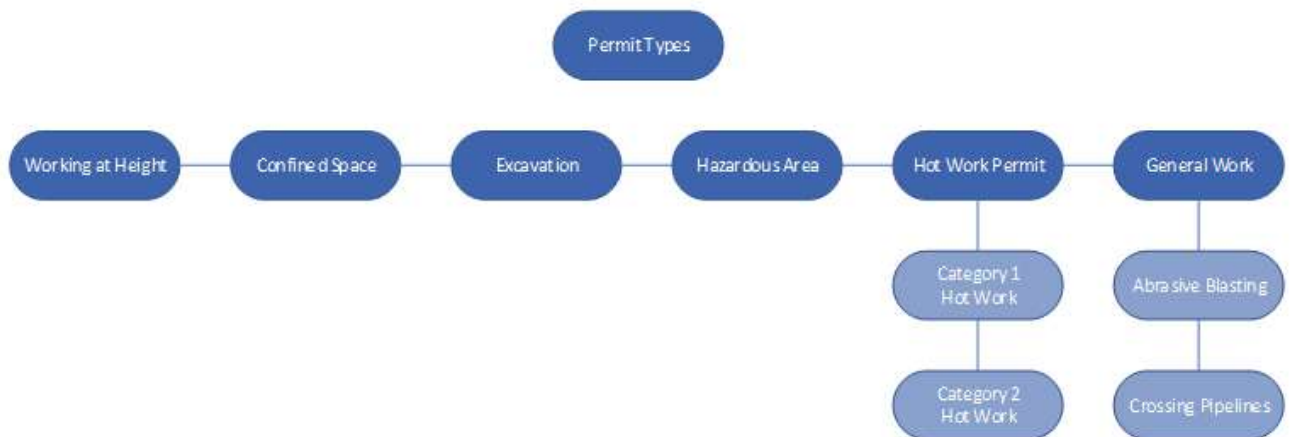 Permit Types
Working at Height
Confined Space
Excavation
Hazardous Area
Hot Work Permit
General Work
Category 1
Hot Work
Abrasive Blasting
Category 2
Hot Work
Crossing Pipelines